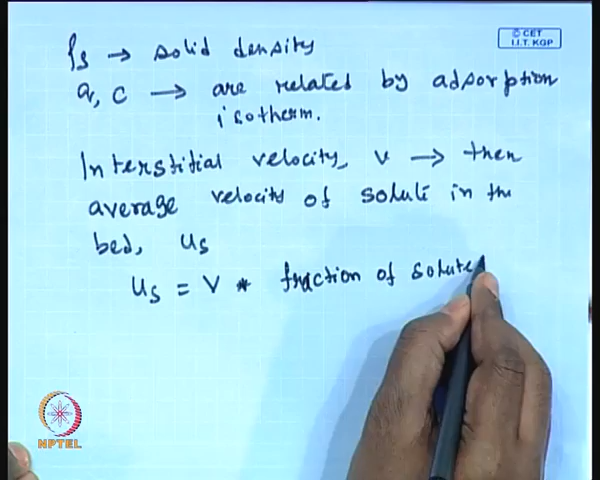 © CET
I.I.T. KGP
ρs → solid density
q, c → are related by adsorption
isotherm.
Interstitial velocity, v → then
average velocity of solute in the
bed, us
us = v * fraction of solute
NPTEL